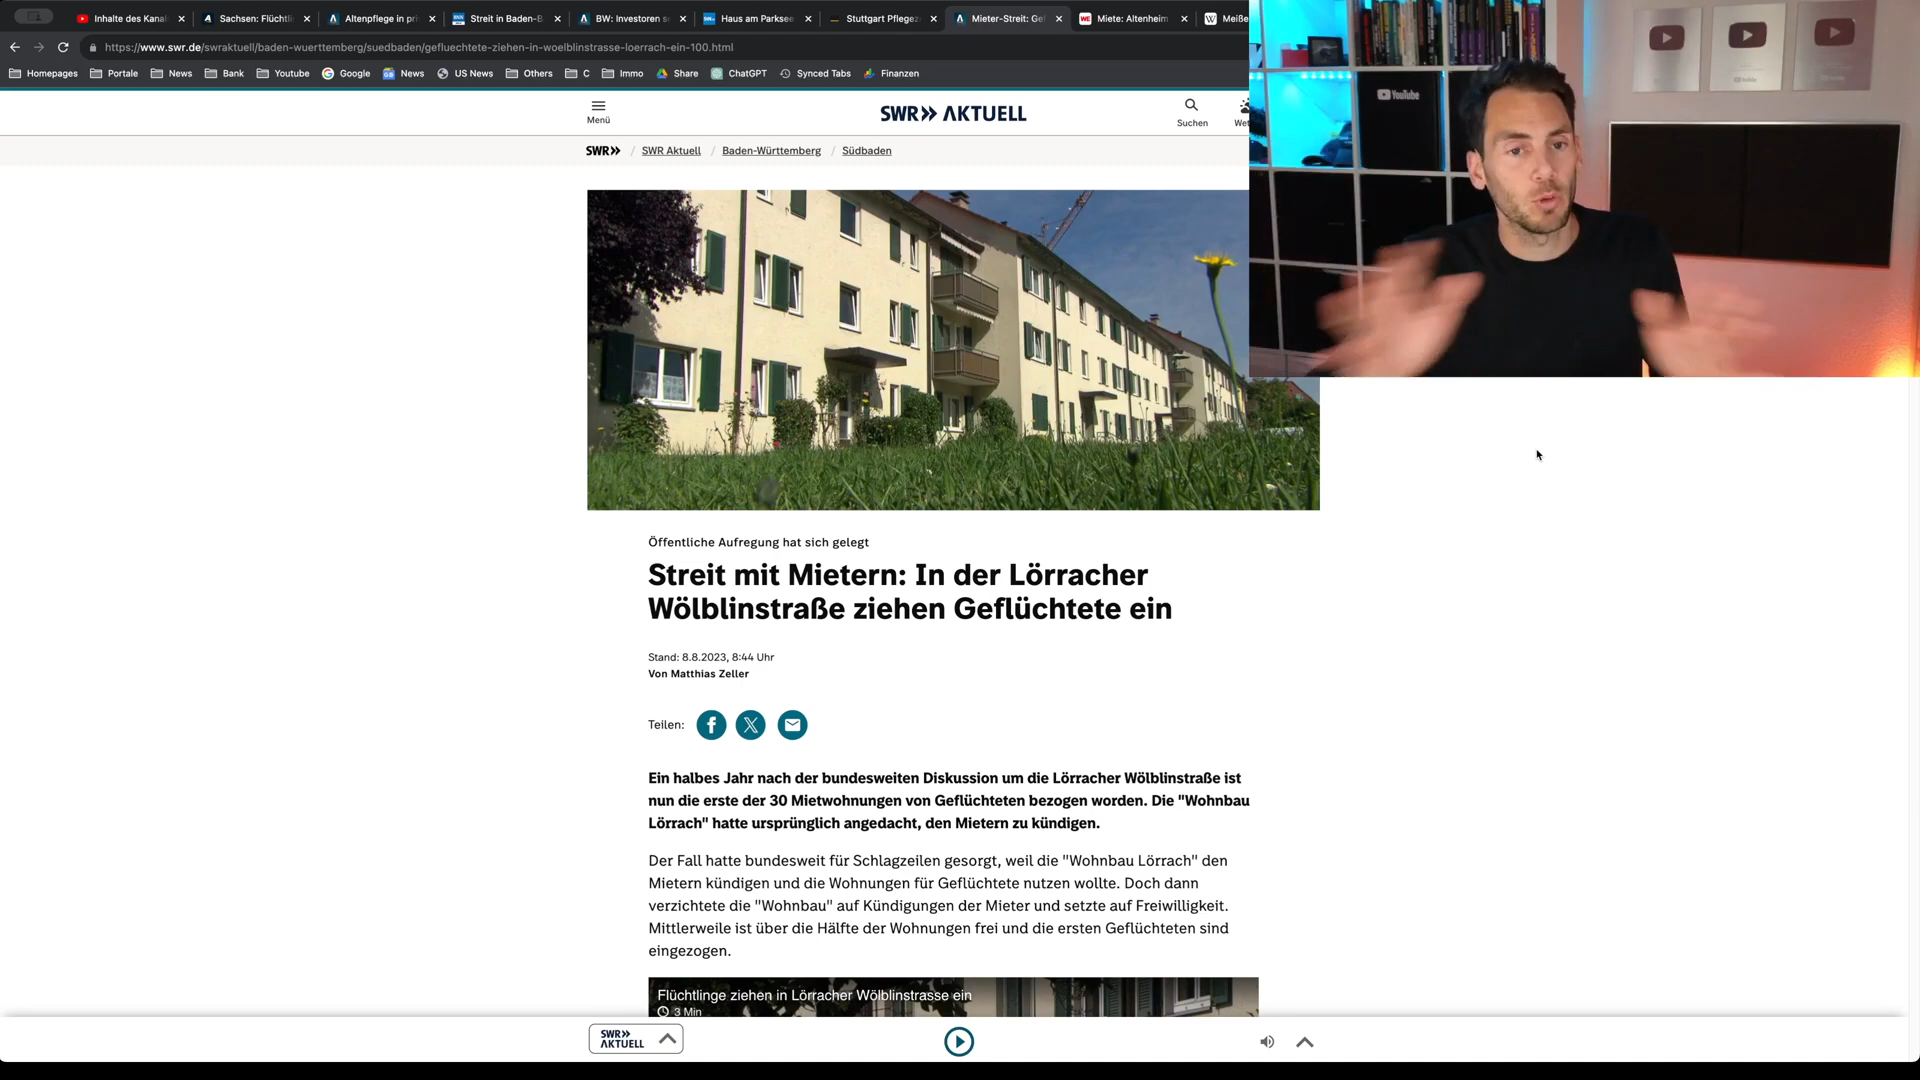 Inhalte des Kanal
Sachsen: Flüchtli
Altenpflege in pri
Streit in Baden-B
BW: Investoren s
Haus am Parksee
Stuttgart Pflegez
Mieter-Streit: Gef
Miete: Altenheim
Meiße
https://www.swr.de/swraktuell/baden-wuerttemberg/suedbaden/gefluechtete-ziehen-in-woelblinstrasse-loerrach-ein-100.html
Homepages
Portale
News
Bank
Youtube
Google
News
US News
Others
C
Immo
Share
ChatGPT
Synced Tabs
Finanzen
YouTube
Menü
SWR» AKTUELL
Suchen
Wet
SWR» / SWR Aktuell / Baden-Württemberg / Südbaden
Öffentliche Aufregung hat sich gelegt
Streit mit Mietern: In der Lörracher
Wölblinstraße ziehen Geflüchtete ein
Stand: 8.8.2023, 8:44 Uhr
Von Matthias Zeller
Teilen:
Ein halbes Jahr nach der bundesweiten Diskussion um die Lörracher Wölblinstraße ist
nun die erste der 30 Mietwohnungen von Geflüchteten bezogen worden. Die "Wohnbau
Lörrach" hatte ursprünglich angedacht, den Mietern zu kündigen.
Der Fall hatte bundesweit für Schlagzeilen gesorgt, weil die "Wohnbau Lörrach" den
Mietern kündigen und die Wohnungen für Geflüchtete nutzen wollte. Doch dann
verzichtete die "Wohnbau" auf Kündigungen der Mieter und setzte auf Freiwilligkeit.
Mittlerweile ist über die Hälfte der Wohnungen frei und die ersten Geflüchteten sind
eingezogen.
Flüchtlinge ziehen in Lörracher Wölblinstrasse ein
3 Min
SWR»
AKTUELL